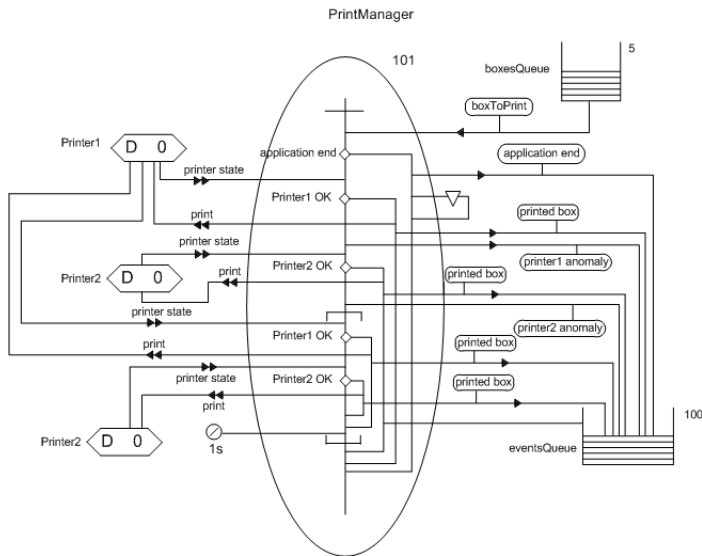 PrintManager
101
5
boxesQueue
boxToPrint
Printer1
D 0
application end
application end
printer state
Printer1 OK
print
printed box
printer state
printer1 anomaly
Printer2
D 0
Printer2 OK
printed box
print
printer state
printer2 anomaly
Printer1 OK
print
printed box
printer state
Printer2 OK
printed box
print
Printer2
D 0
1s
100
eventsQueue